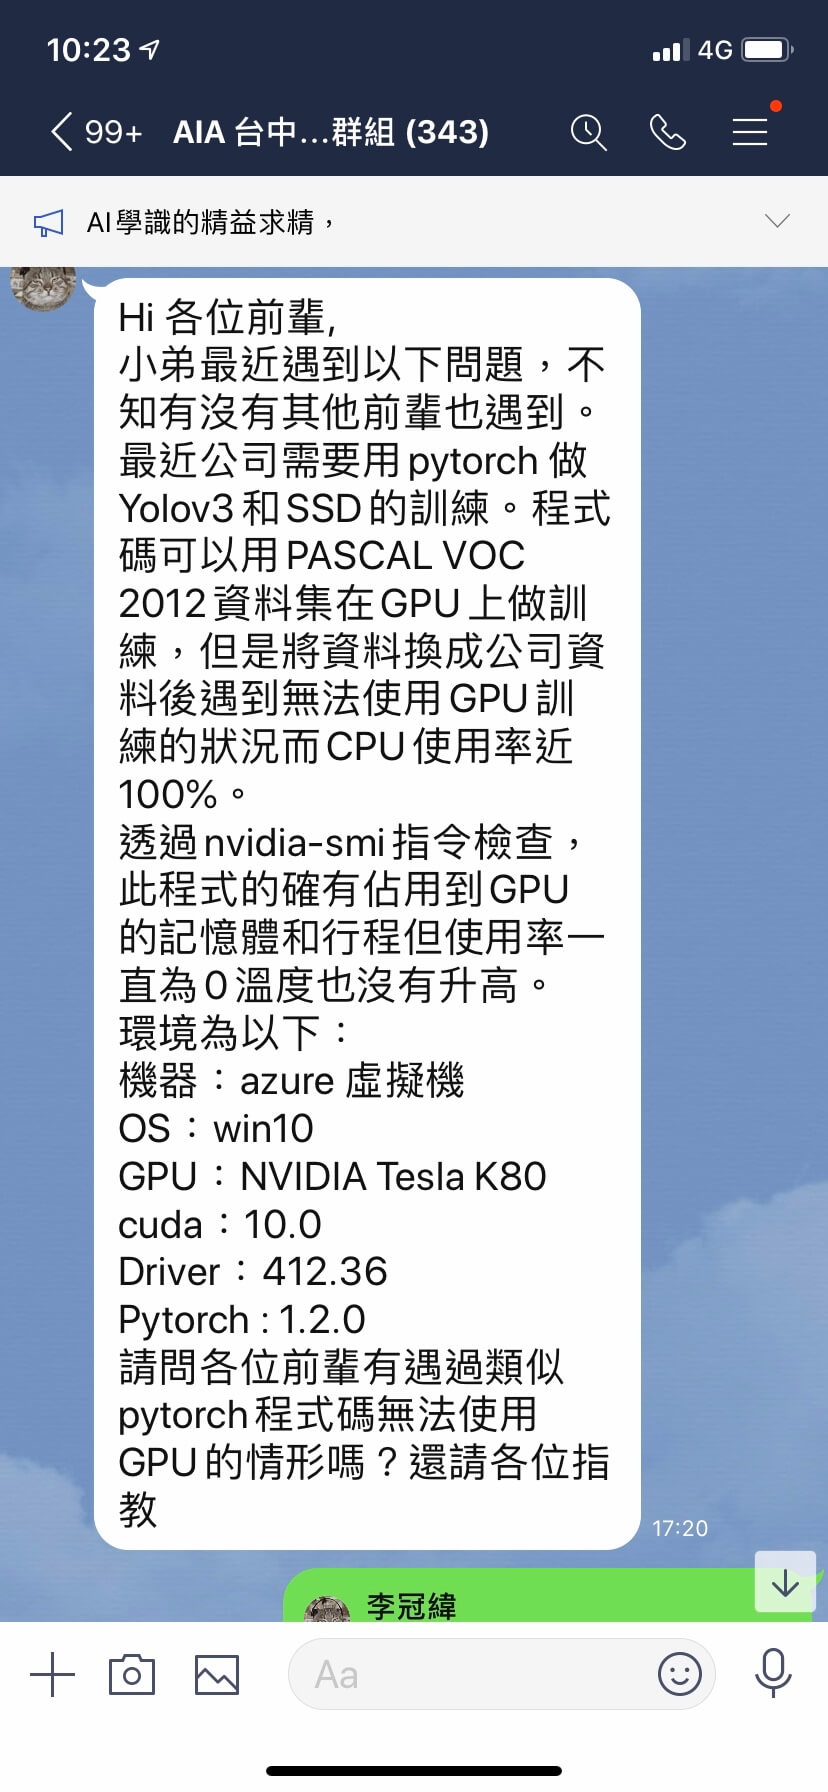 10:23
4G
99+ AIA 台中...群組 (343)
AI學識的精益求精，
Hi 各位前輩,
小弟最近遇到以下問題，不
知有沒有其他前輩也遇到。
最近公司需要用pytorch 做
Yolov3和SSD的訓練。程式
碼可以用PASCAL VOC
2012資料集在GPU上做訓
練，但是將資料換成公司資
料後遇到無法使用GPU訓
練的狀況而CPU使用率近
100%。
透過nvidia-smi指令檢查，
此程式的確有佔用到GPU
的記憶體和行程但使用率一
直為0溫度也沒有升高。
環境為以下：
機器：azure 虛擬機
OS：win10
GPU：NVIDIA Tesla K80
cuda：10.0
Driver：412.36
Pytorch : 1.2.0
請問各位前輩有遇過類似
pytorch程式碼無法使用
GPU的情形嗎？還請各位指
教
17:20
李冠緯
Aa